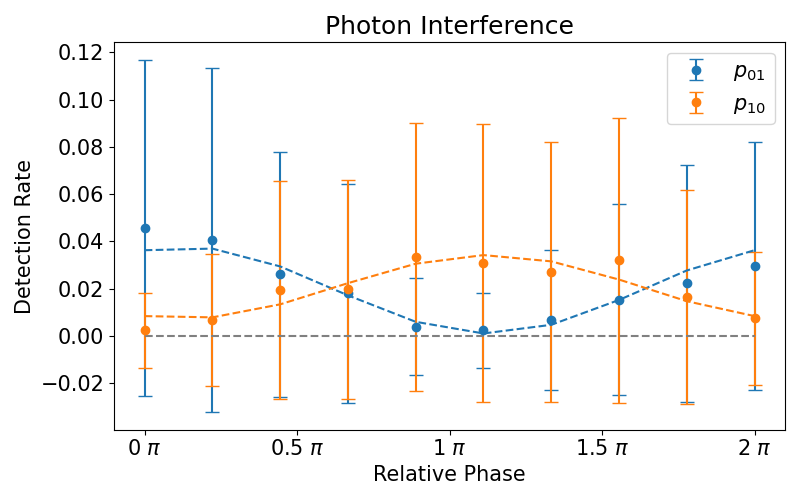 Photon Interference
0.12
0.10
0.08
0.06
0.04
0.02
0.00
−0.02
Detection Rate
p01
p10
0 π
0.5 π
1 π
1.5 π
2 π
Relative Phase